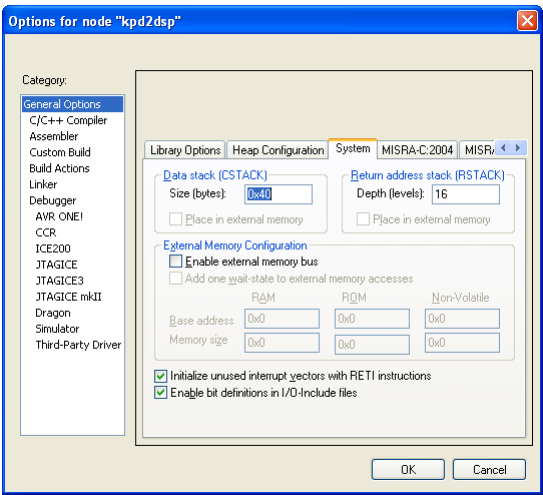 Options for node "kpd2dsp"
Category:
General Options
C/C++ Compiler
Assembler
Custom Build
Build Actions
Linker
Debugger
AVR ONE!
CCR
ICE200
JTAGICE
JTAGICE3
JTAGICE mkII
Dragon
Simulator
Third-Party Driver
Library Options Heap Configuration System MISRA-C:2004 MISRA
Data stack (CSTACK) Return address stack (RSTACK)
Size (bytes): 0x40 Depth (levels): 16
Place in external memory Place in external memory
External Memory Configuration
Enable external memory bus
Add one wait-state to external memory accesses
RAM ROM Non-Volatile
Base address 0x0 0x0 0x0
Memory size 0x0 0x0 0x0
Initialize unused interrupt vectors with RETI instructions
Enable bit definitions in I/O-Include files
OK Cancel